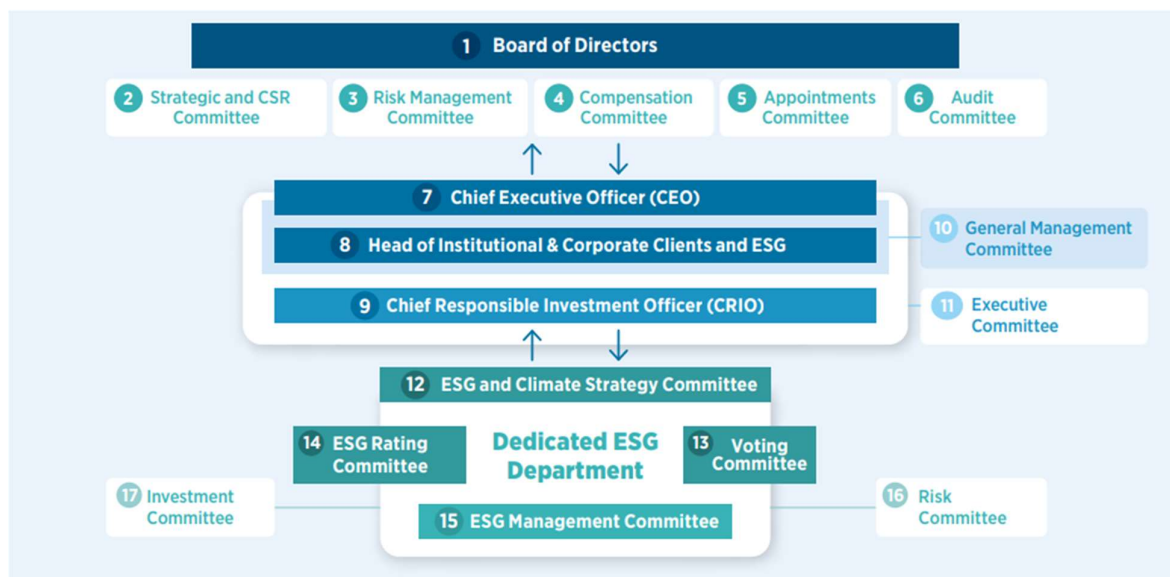 1 Board of Directors
2 Strategic and CSR
Committee
3 Risk Management
Committee
4 Compensation
Committee
5 Appointments
Committee
6 Audit
Committee
7 Chief Executive Officer (CEO)
8 Head of Institutional & Corporate Clients and ESG
10 General Management
Committee
9 Chief Responsible Investment Officer (CRIO)
11 Executive
Committee
12 ESG and Climate Strategy Committee
14 ESG Rating
Committee
Dedicated ESG
Department
13 Voting
Committee
17 Investment
Committee
15 ESG Management Committee
16 Risk
Committee